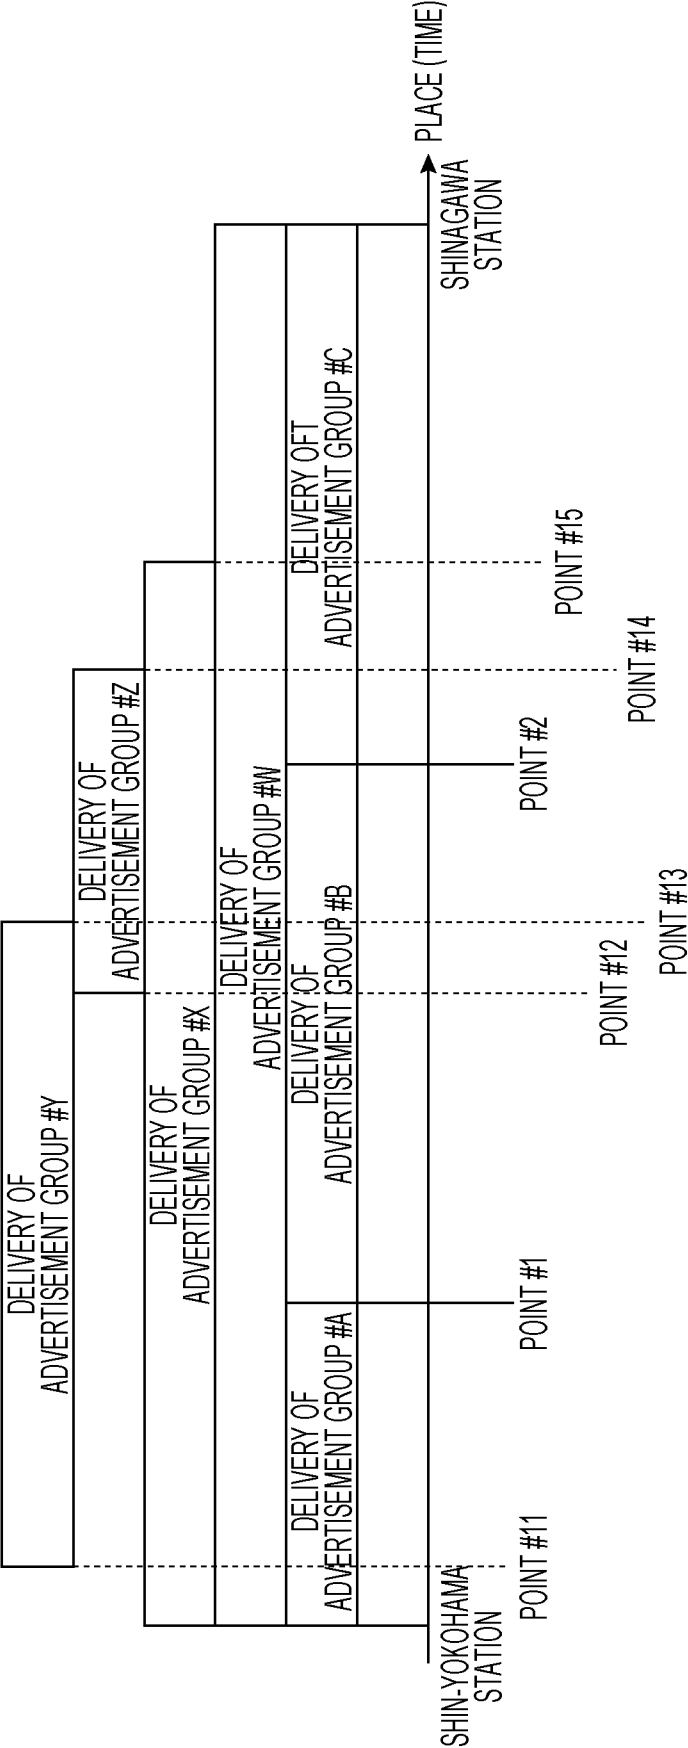 DELIVERY OF
ADVERTISEMENT GROUP #Y
DELIVERY OF
ADVERTISEMENT GROUP #Z
DELIVERY OF
ADVERTISEMENT GROUP #X
DELIVERY OF
ADVERTISEMENT GROUP #W
DELIVERY OF
ADVERTISEMENT GROUP #A
DELIVERY OF
ADVERTISEMENT GROUP #B
DELIVERY OFT
ADVERTISEMENT GROUP #C
PLACE (TIME)
SHIN-YOKOHAMA
STATION
SHINAGAWA
STATION
POINT #11
POINT #1
POINT #2
POINT #15
POINT #12
POINT #14
POINT #13